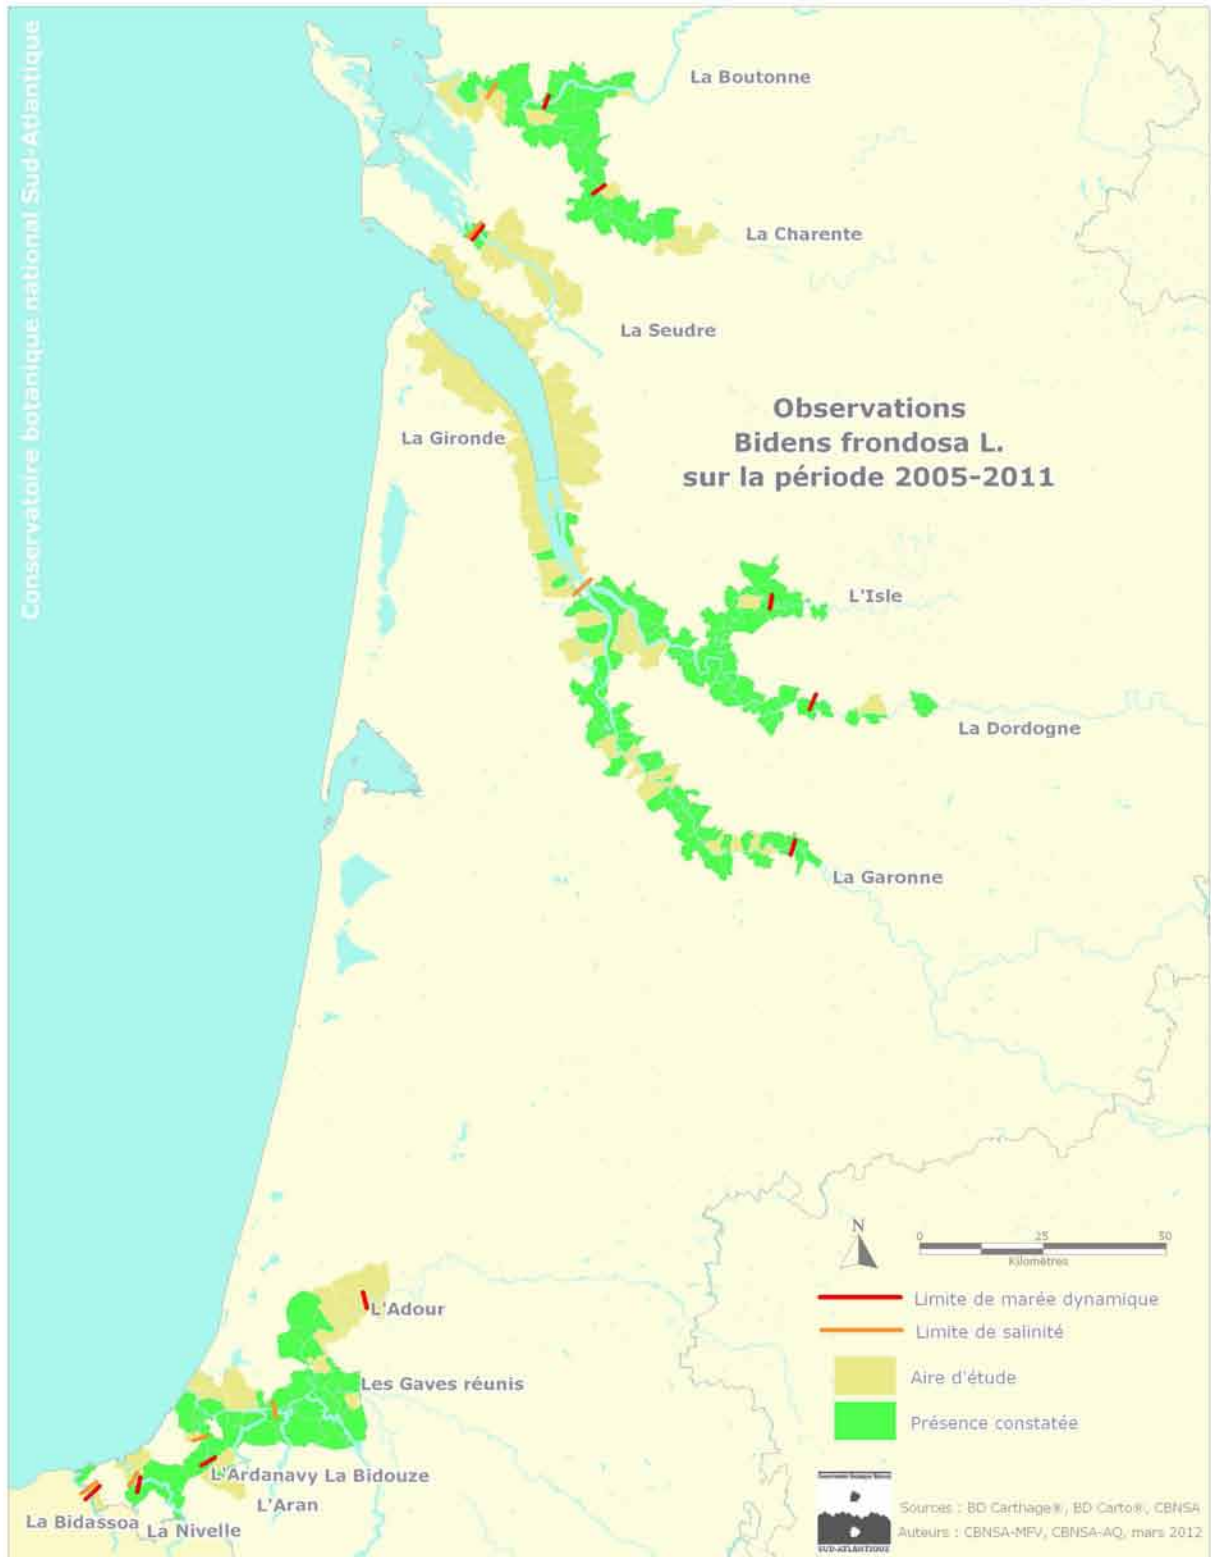 Conservatoire botanique national Sud-Atlantique
La Boutonne
La Charente
La Seudre
Observations
Bidens frondosa L.
sur la période 2005-2011
La Gironde
L'Isle
La Dordogne
La Garonne
N
0 25 50
Kilomètres
Limite de marée dynamique
Limite de salinité
Aire d'étude
Présence constatée
L'Adour
Les Gaves réunis
L'Ardanavy La Bidouze
L'Aran
La Bidassoa
La Nivelle
SUD-ATLANTIQUE
Sources : BD Carthage®, BD Carto®, CBNSA
Auteurs : CBNSA-MFV, CBNSA-AQ, mars 2012